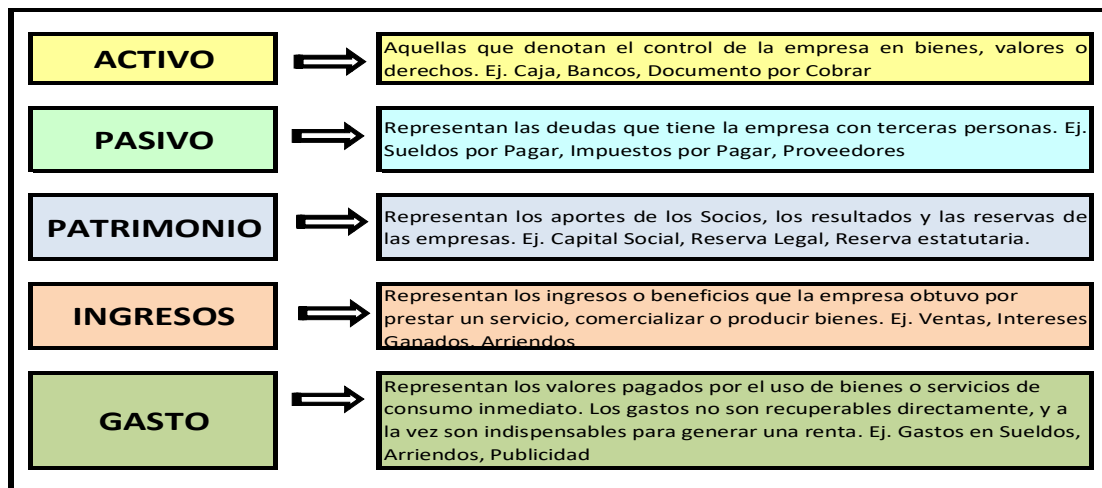 ACTIVO
Aquellas que denotan el control de la empresa en bienes, valores o
derechos. Ej. Caja, Bancos, Documento por Cobrar
PASIVO
Representan las deudas que tiene la empresa con terceras personas. Ej.
Sueldos por Pagar, Impuestos por Pagar, Proveedores
PATRIMONIO
Representan los aportes de los Socios, los resultados y las reservas de
las empresas. Ej. Capital Social, Reserva Legal, Reserva estatutaria.
INGRESOS
Representan los ingresos o beneficios que la empresa obtuvo por
prestar un servicio, comercializar o producir bienes. Ej. Ventas, Intereses
Ganados, Arriendos
GASTO
Representan los valores pagados por el uso de bienes o servicios de
consumo inmediato. Los gastos no son recuperables directamente, y a
la vez son indispensables para generar una renta. Ej. Gastos en Sueldos,
Arriendos, Publicidad